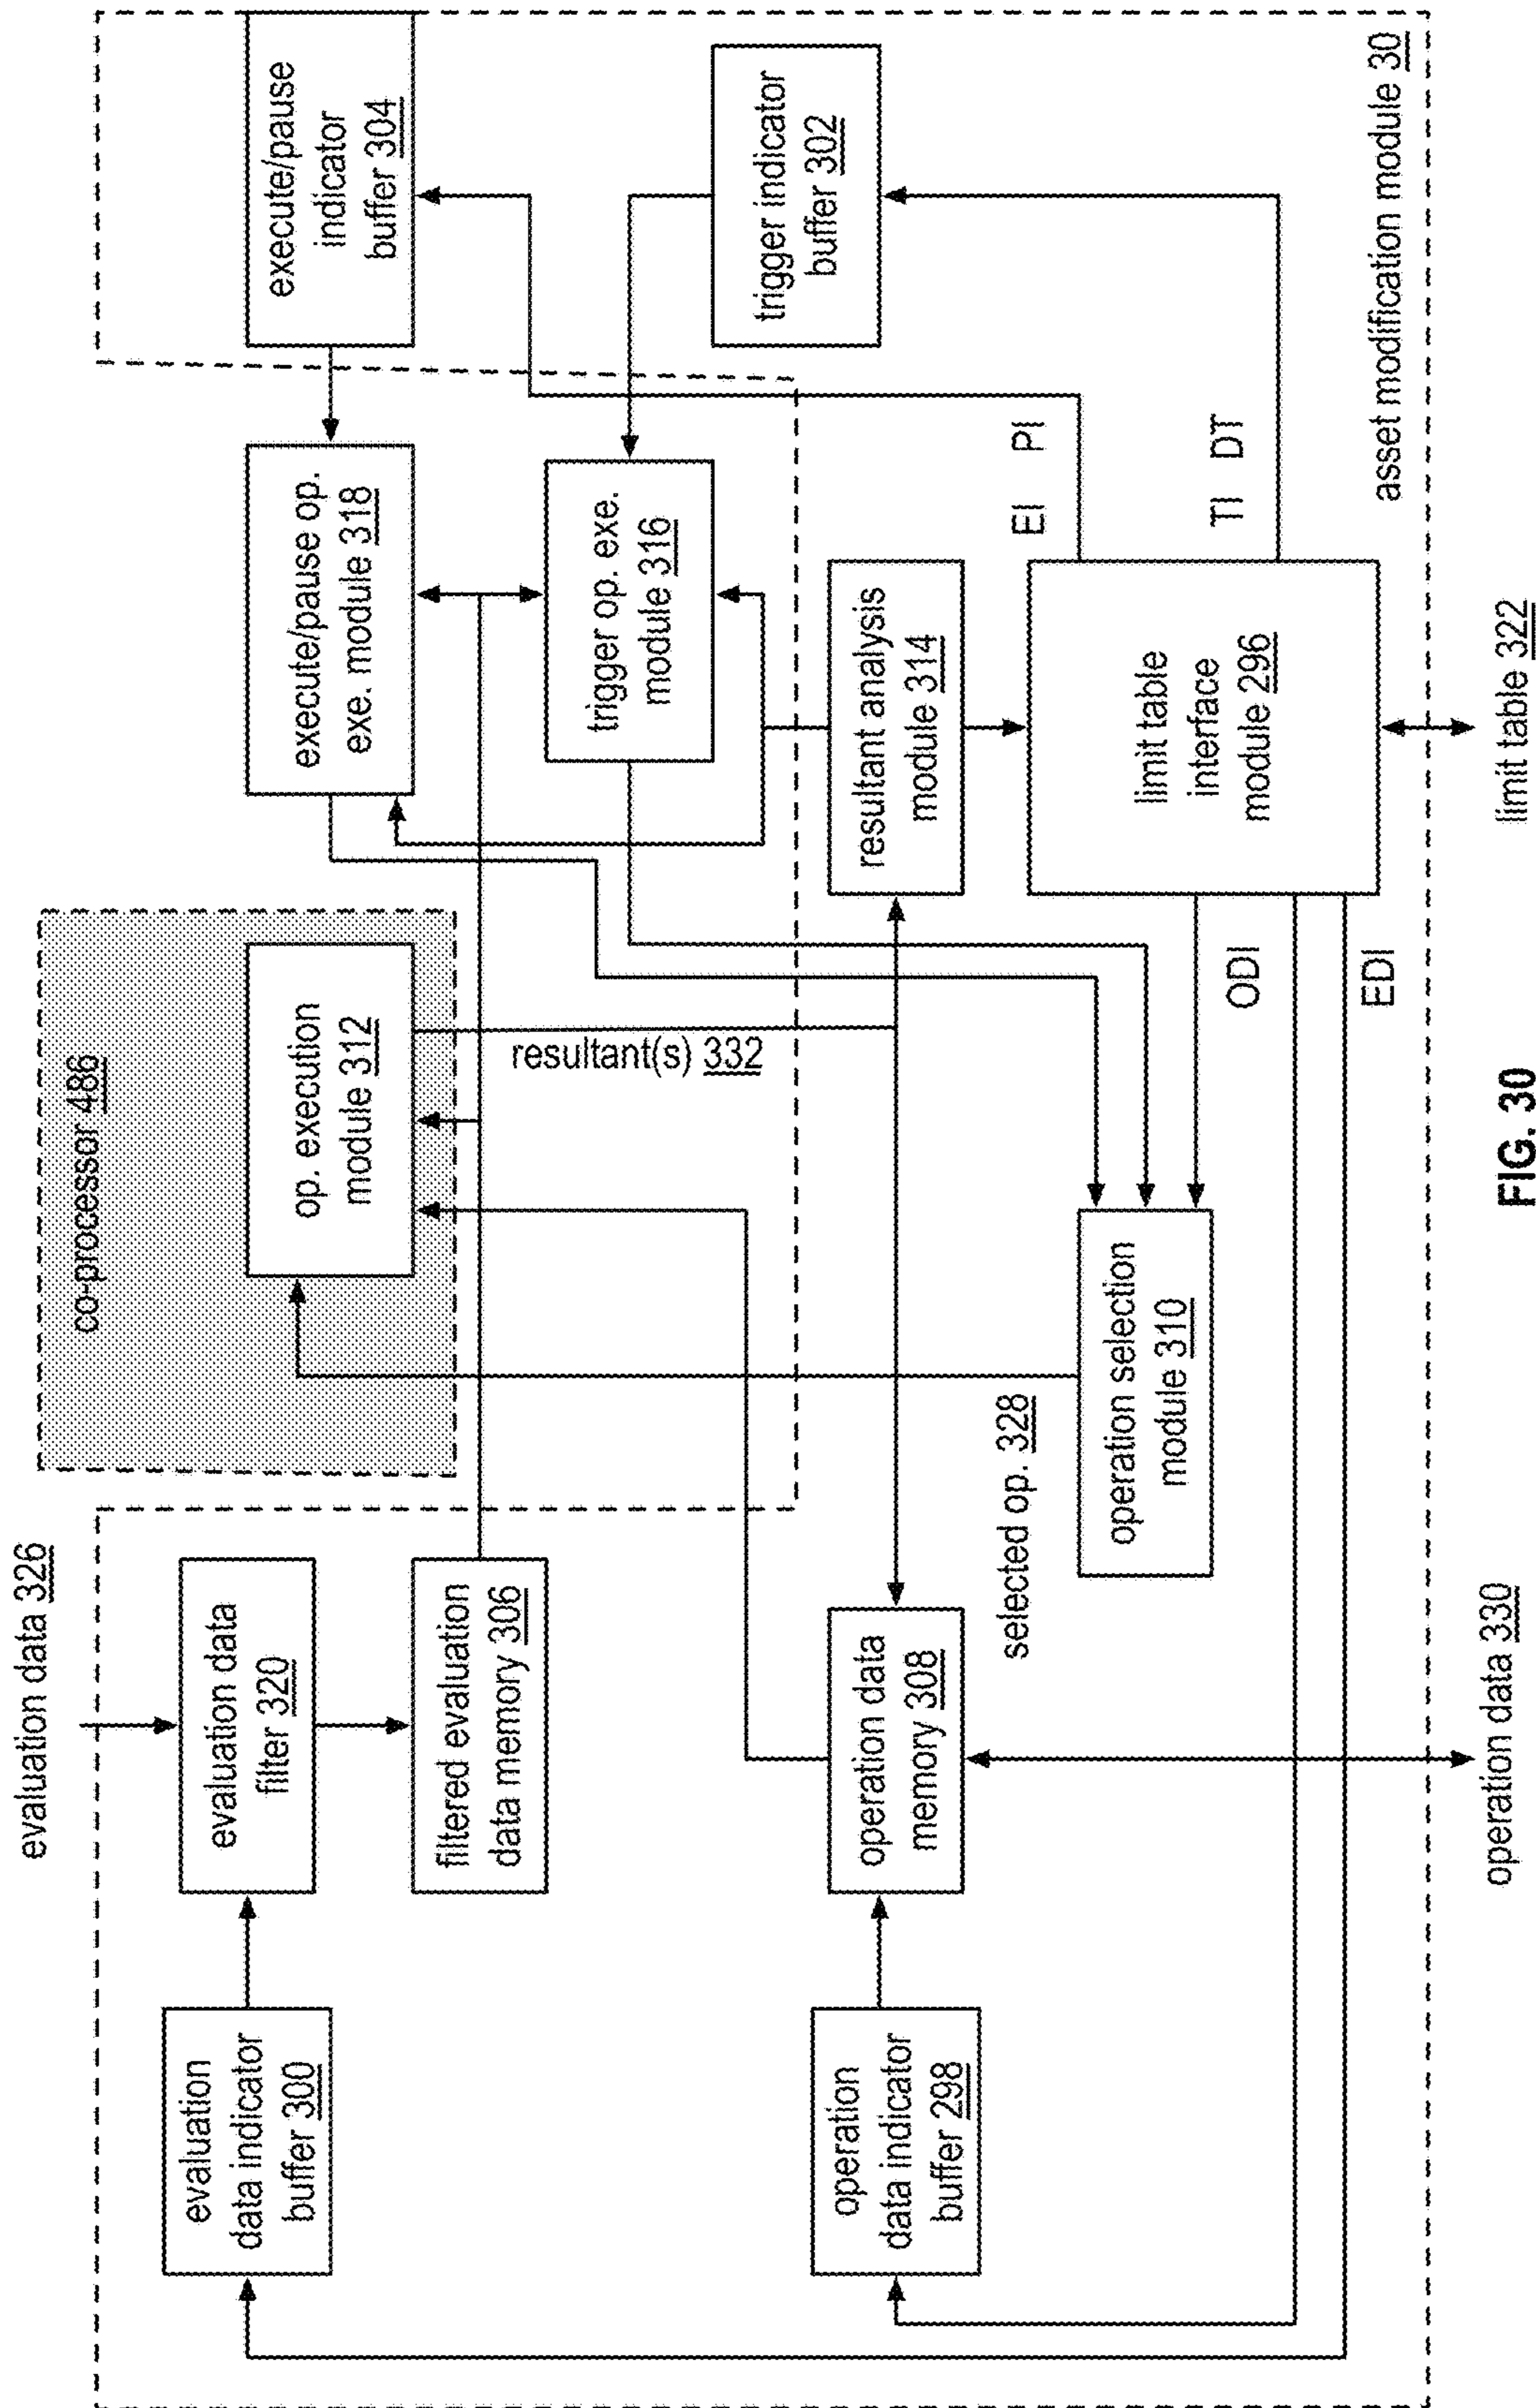 evaluation data 326
co-processor 486
evaluation
data indicator
buffer 300
evaluation data
filter 320
filtered evaluation
data memory 306
op. execution
module 312
execute/pause op.
exe. module 318
execute/pause
indicator
buffer 304
resultant(s) 332
trigger op. exe.
module 316
trigger indicator
buffer 302
operation
data indicator
buffer 298
operation data
memory 308
selected op. 328
operation selection
module 310
resultant analysis
module 314
EI PI
ODI
limit table
interface
module 296
TI DT
EDI
asset modification module 30
operation data 330
limit table 322
FIG. 30